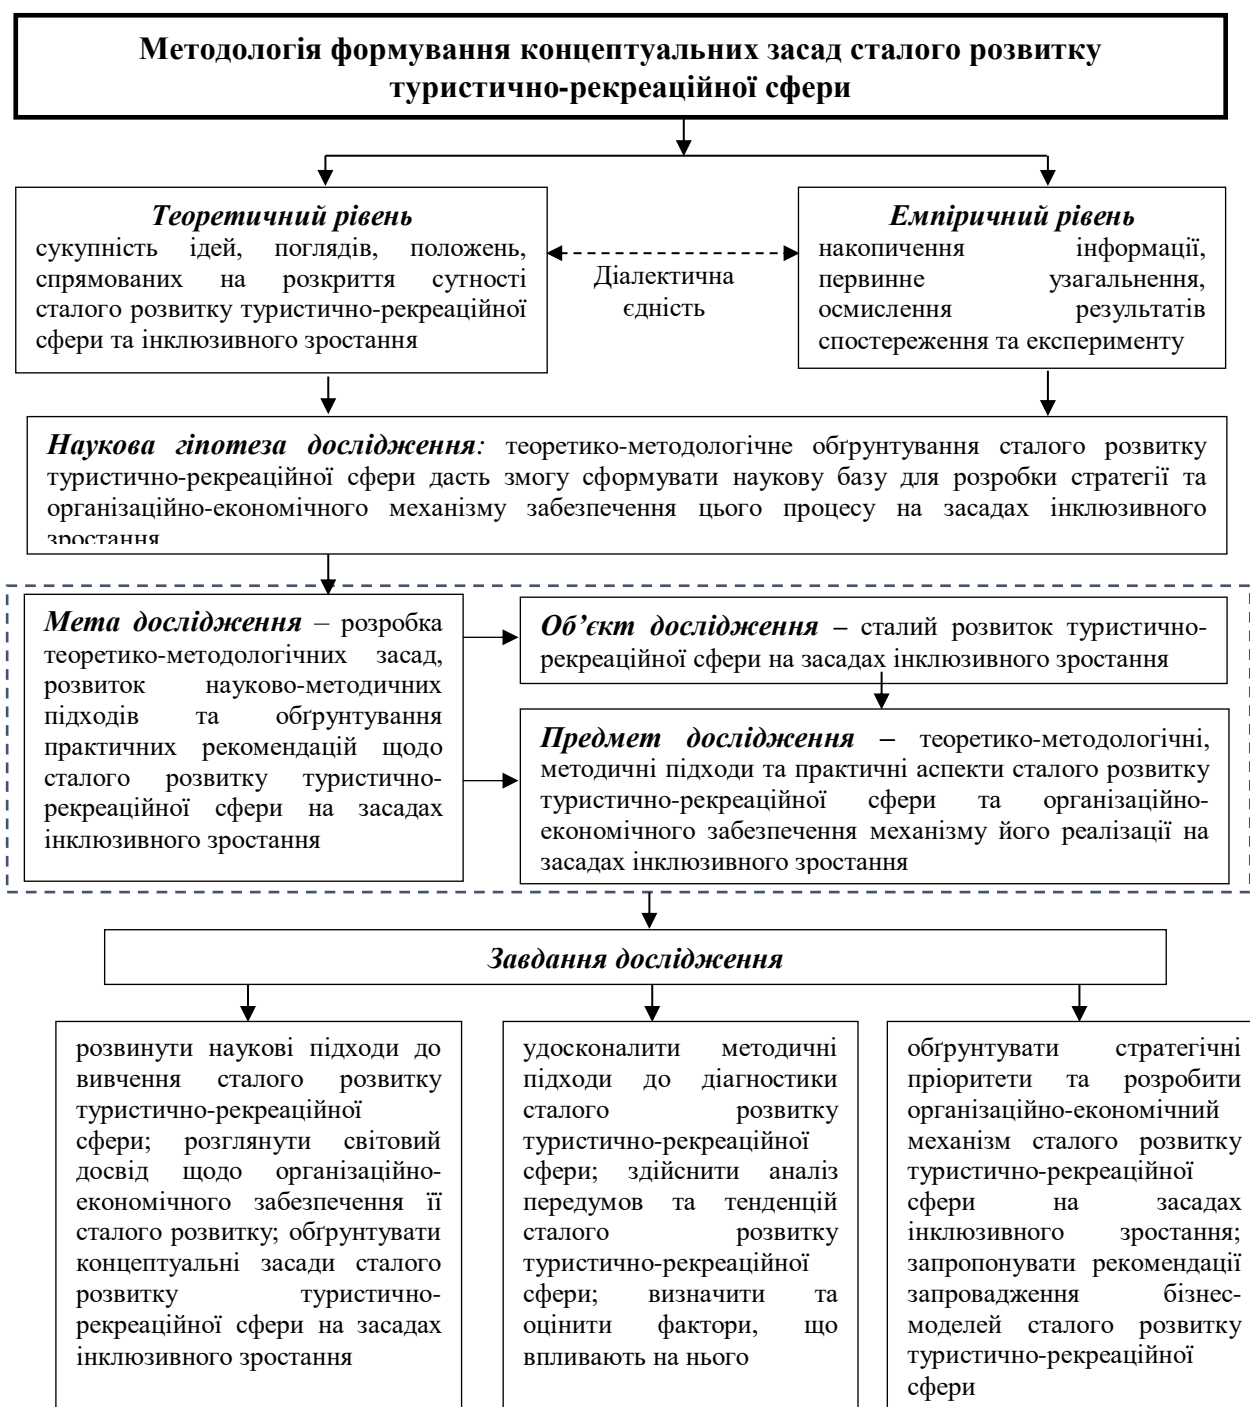 Методологія формування концептуальних засад сталого розвитку
туристично-рекреаційної сфери
Теоретичний рівень
сукупність ідей, поглядів, положень,
спрямованих на розкриття сутності
сталого розвитку туристично-рекреаційної
сфери та інклюзивного зростання
Діалектична
єдність
Емпіричний рівень
накопичення інформації,
первинне узагальнення,
осмислення результатів
спостереження та експерименту
Наукова гіпотеза дослідження: теоретико-методологічне обґрунтування сталого розвитку
туристично-рекреаційної сфери дасть змогу сформувати наукову базу для розробки стратегії та
організаційно-економічного механізму забезпечення цього процесу на засадах інклюзивного
зростання
Мета дослідження – розробка
теоретико-методологічних засад,
розвиток науково-методичних
підходів та обґрунтування
практичних рекомендацій щодо
сталого розвитку туристично-
рекреаційної сфери на засадах
інклюзивного зростання
Об’єкт дослідження – сталий розвиток туристично-
рекреаційної сфери на засадах інклюзивного зростання
Предмет дослідження – теоретико-методологічні,
методичні підходи та практичні аспекти сталого розвитку
туристично-рекреаційної сфери та організаційно-
економічного забезпечення механізму його реалізації на
засадах інклюзивного зростання
Завдання дослідження
розвинути наукові підходи до
вивчення сталого розвитку
туристично-рекреаційної
сфери; розглянути світовий
досвід щодо організаційно-
економічного забезпечення її
сталого розвитку; обґрунтувати
концептуальні засади сталого
розвитку туристично-
рекреаційної сфери на засадах
інклюзивного зростання
удосконалити методичні
підходи до діагностики
сталого розвитку
туристично-рекреаційної
сфери; здійснити аналіз
передумов та тенденцій
сталого розвитку
туристично-рекреаційної
сфери; визначити та
оцінити фактори, що
впливають на нього
обґрунтувати стратегічні
пріоритети та розробити
організаційно-економічний
механізм сталого розвитку
туристично-рекреаційної
сфери на засадах
інклюзивного зростання;
запропонувати рекомендації
запровадження бізнес-
моделей сталого розвитку
туристично-рекреаційної
сфери